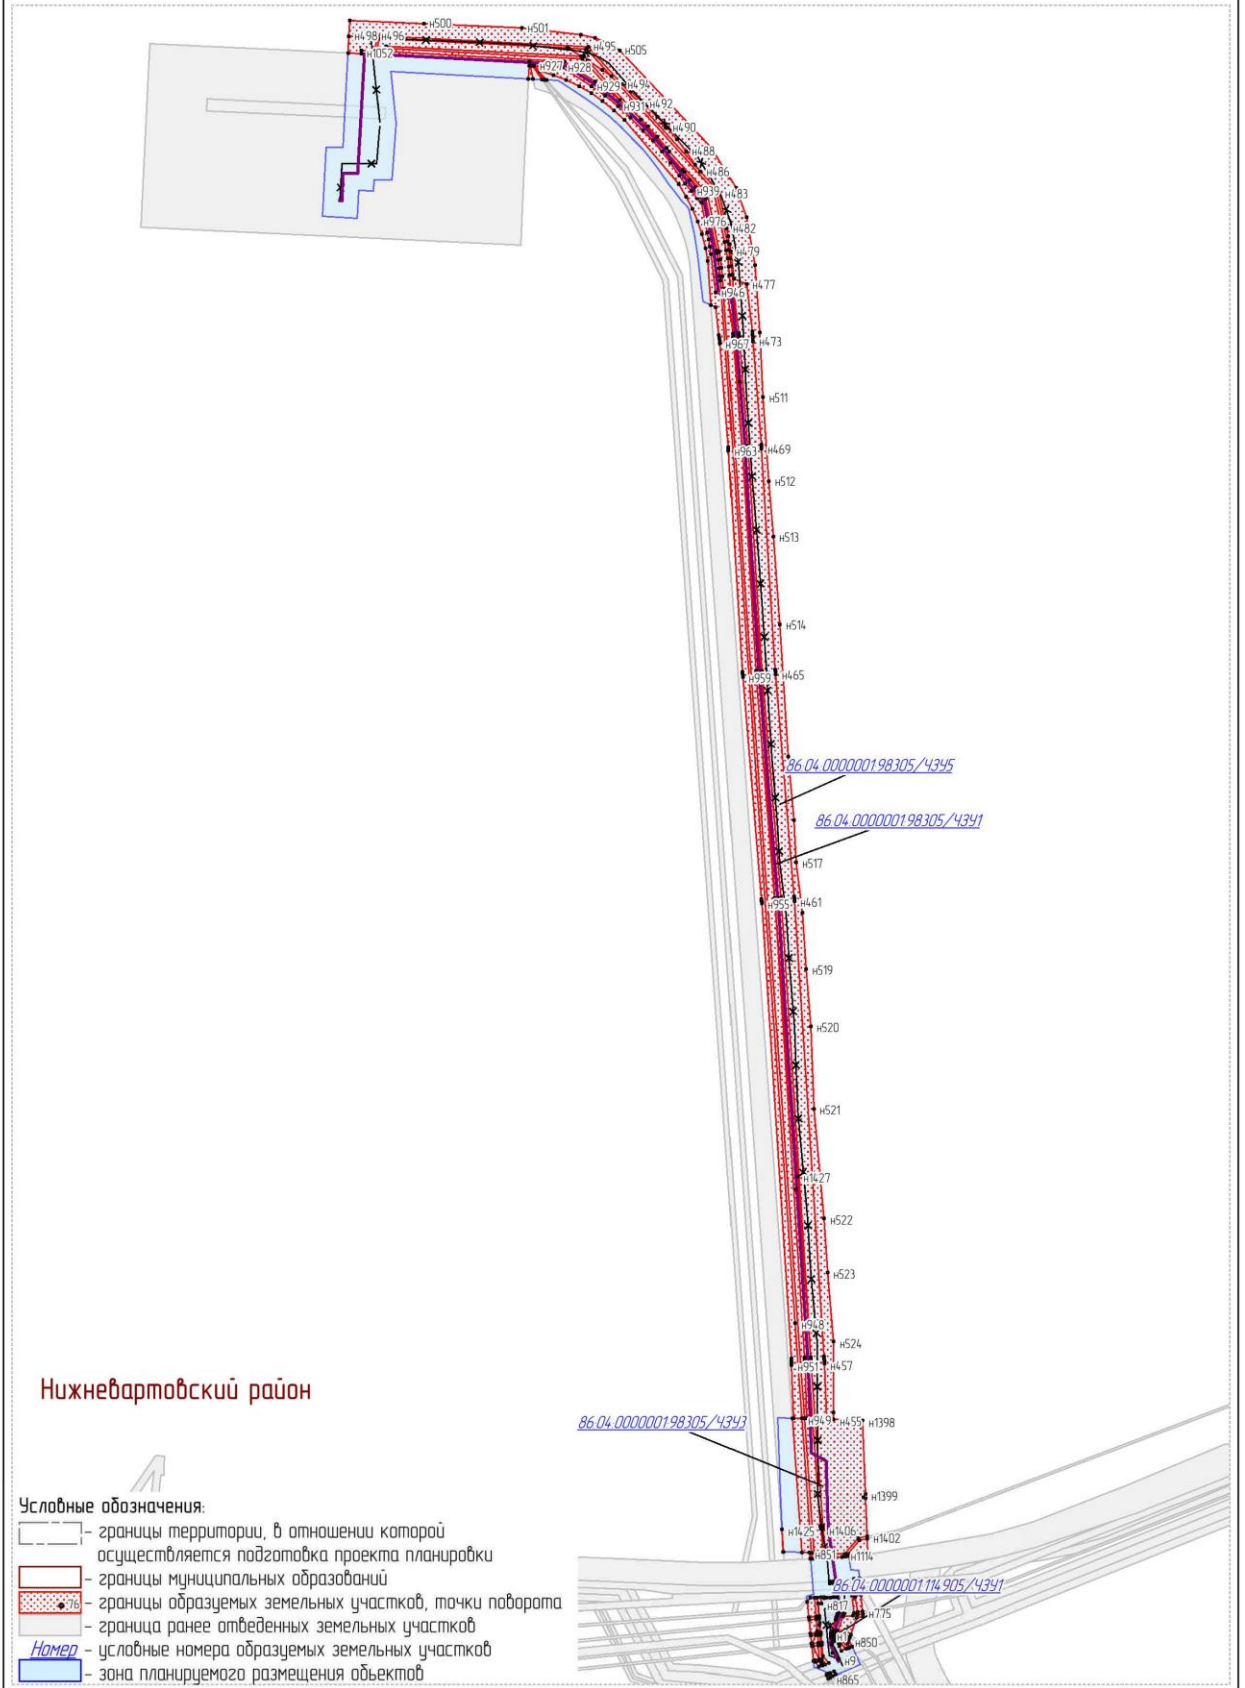 н500
н501
н498
н496
н495
н505
н1052
н927
н928
н929
н494
н931
н492
н490
н488
н486
н939
н483
н976
н482
н479
н477
н946
н967
н473
н511
н963
н469
н512
н513
н514
н959
н465
86.04.000000198305/ЧЗУ5
86.04.000000198305/ЧЗУ1
н517
н955
н461
н519
н520
н521
н1427
н522
н523
н948
н524
н951
н457
Нижневартовский район
86.04.000000198305/ЧЗУ3
н949
н455
н1398
н1399
н1425
н1406
н1402
н851
н1114
86.04.0000001114905/ЧЗУ1
н817
н775
н850
н9
н865
Условные обозначения:
- границы территории, в отношении которой
осуществляется подготовка проекта планировки
- границы муниципальных образований
76 - границы образуемых земельных участков, точки поворота
- граница ранее отведенных земельных участков
Номер - условные номера образуемых земельных участков
- зона планируемого размещения объектов